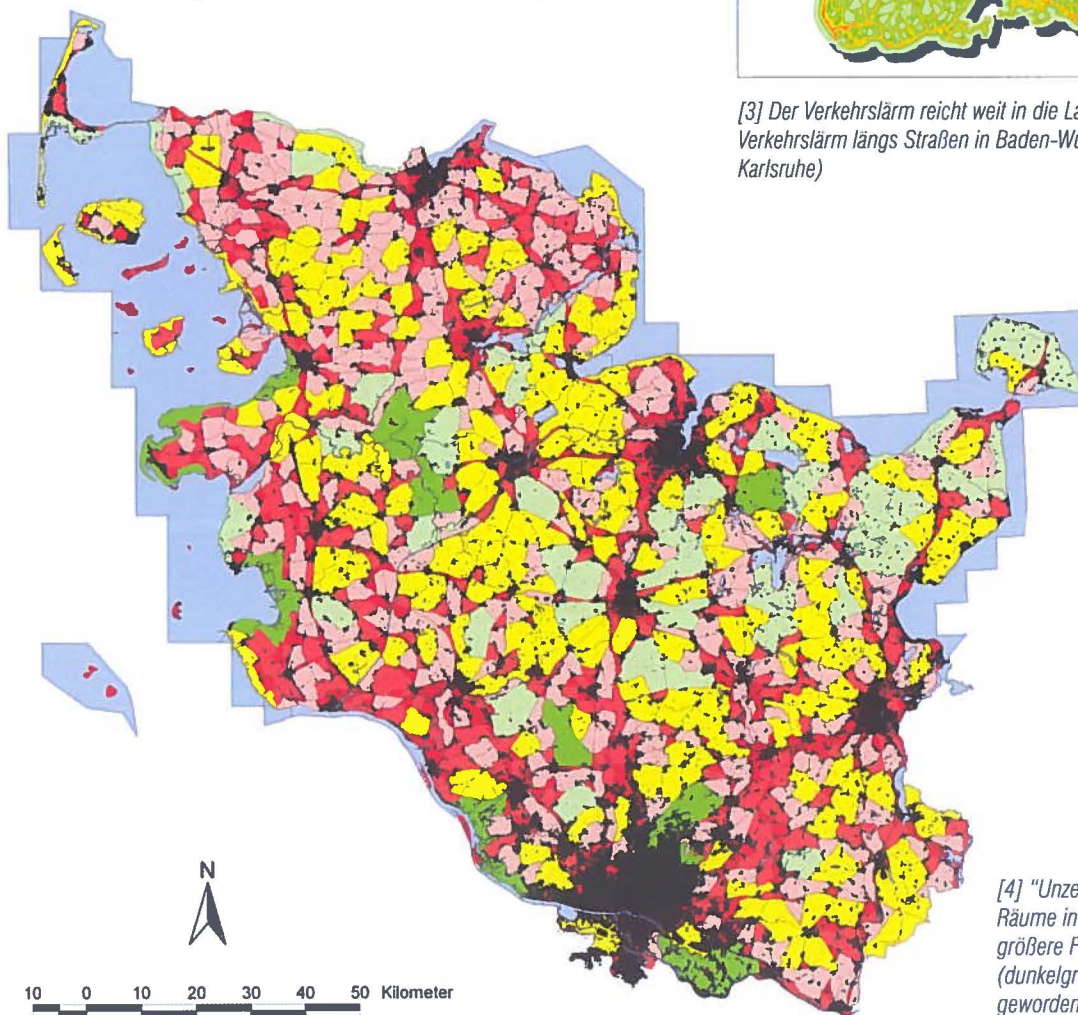 [3] Der Verkehrslärm reicht weit in die La
Verkehrslärm längs Straßen in Baden-Wü
Karlsruhe)
N
10 0 10 20 30 40 50 Kilometer
[4] "Unze
Räume in
größere F
(dunkelgr
geworden